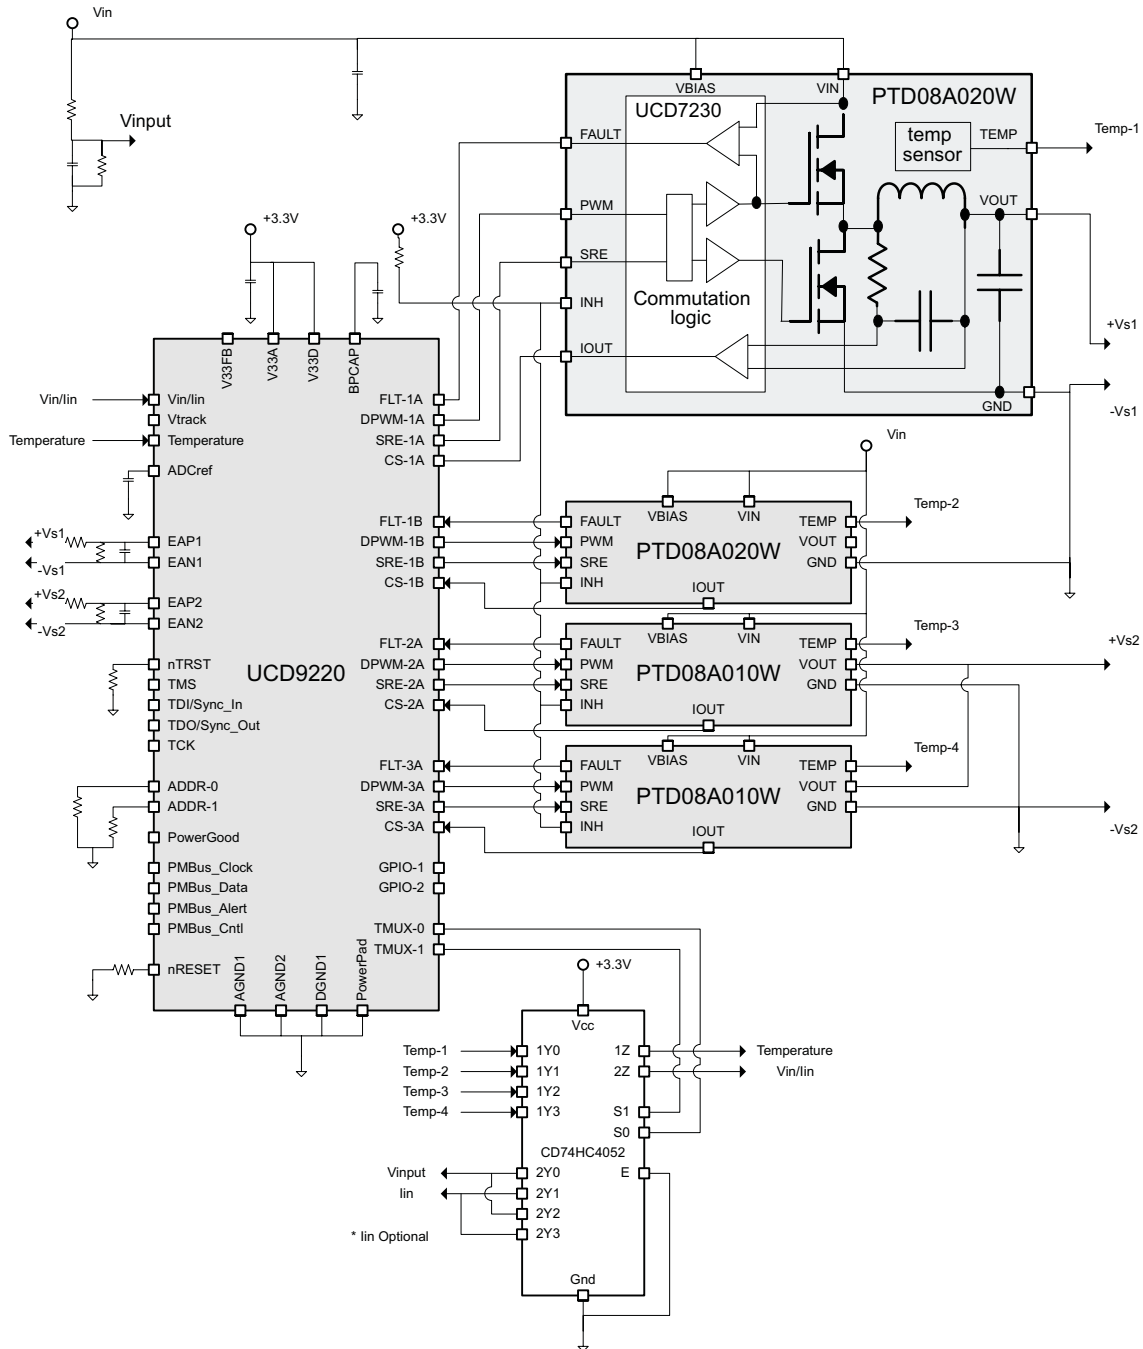 Vin
Vinput
VBIAS
VIN
PTD08A020W
UCD7230
FAULT
temp
sensor
TEMP
Temp-1
+3.3V
+3.3V
PWM
SRE
INH
IOUT
Commutation
logic
VOUT
GND
+Vs1
-Vs1
V33FB
V33A
V33D
BPCAP
Vin/Iin
Vin/Iin
Vtrack
Temperature
Temperature
ADCref
+Vs1
EAP1
-Vs1
EAN1
+Vs2
EAP2
-Vs2
EAN2
nTRST
TMS
TDI/Sync_In
TDO/Sync_Out
TCK
ADDR-0
ADDR-1
PowerGood
PMBus_Clock
PMBus_Data
PMBus_Alert
PMBus_Cntl
nRESET
UCD9220
AGND1
AGND2
DGND1
PowerPad
FLT-1A
DPWM-1A
SRE-1A
CS-1A
FLT-1B
DPWM-1B
SRE-1B
CS-1B
FLT-2A
DPWM-2A
SRE-2A
CS-2A
FLT-3A
DPWM-3A
SRE-3A
CS-3A
GPIO-1
GPIO-2
TMUX-0
TMUX-1
Vin
VBIAS
VIN
FAULT
PWM
SRE
INH
PTD08A020W
IOUT
TEMP
VOUT
GND
Temp-2
VBIAS
VIN
FAULT
PWM
SRE
INH
PTD08A010W
IOUT
TEMP
VOUT
GND
Temp-3
+Vs2
VBIAS
VIN
FAULT
PWM
SRE
INH
PTD08A010W
IOUT
TEMP
VOUT
GND
Temp-4
-Vs2
+3.3V
Vcc
Temp-1
1Y0
Temp-2
1Y1
Temp-3
1Y2
Temp-4
1Y3
1Z
Temperature
2Z
Vin/Iin
S1
S0
CD74HC4052
E
Vinput
2Y0
Iin
2Y1
2Y2
2Y3
* Iin Optional
Gnd